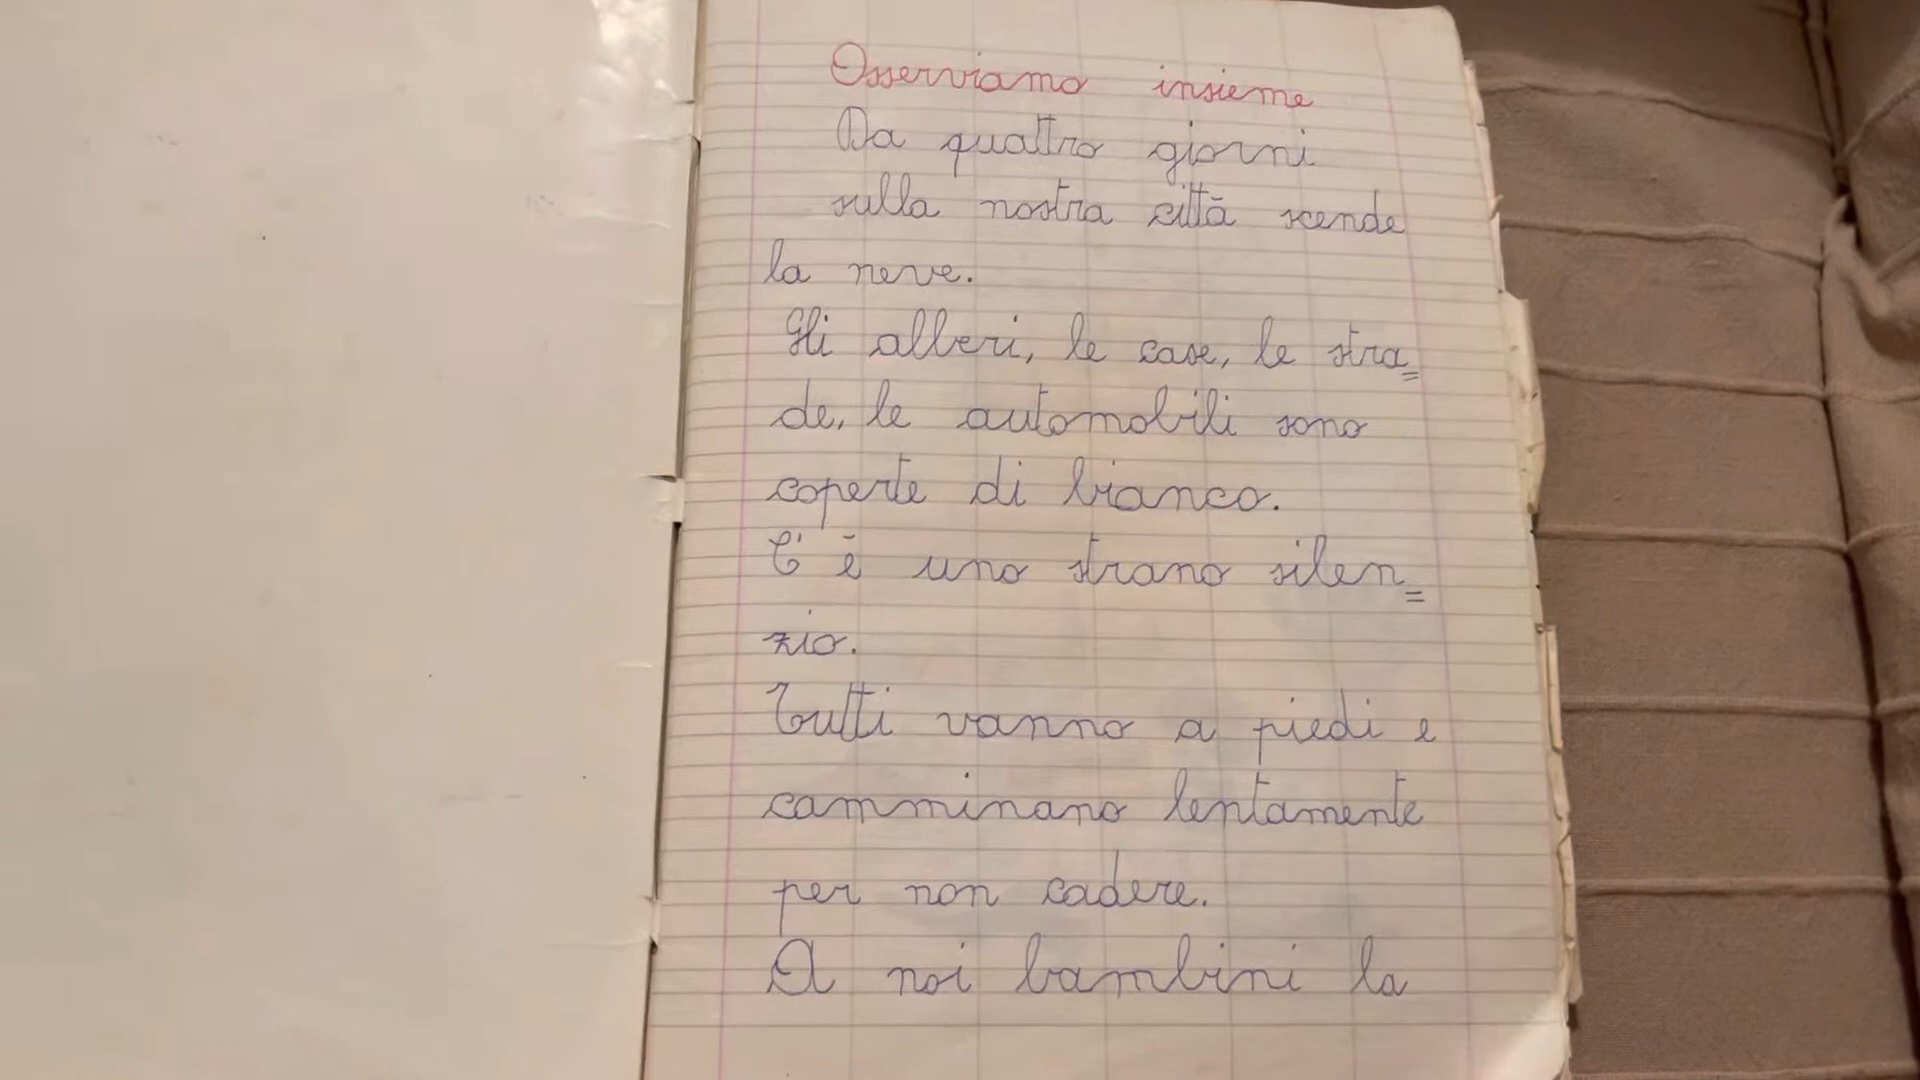 Osserviamo insieme
Da quattro giorni
sulla nostra città scende
la neve.
Gli alberi, le case, le stra=
de, le automobili sono
coperte di bianco.
C' è uno strano silen=
zio.
Tutti vanno a piedi e
camminano lentamente
per non cadere.
A noi bambini la